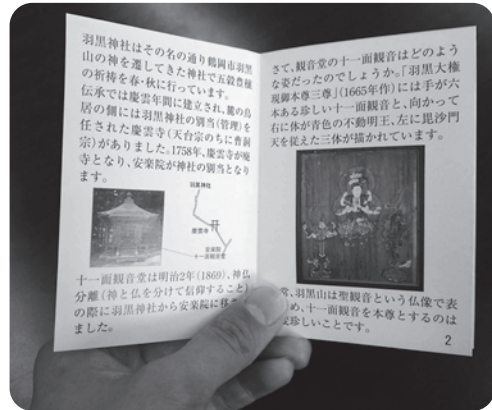 羽黒神社はその名の通り鶴岡市羽黒
山の神を遷してきた神社で五穀豊穣
の祈祷を春・秋に行っています。
伝承では慶雲年間に建立され、麓の鳥
居の側には羽黒神社の別当(管理)を
任された慶雲寺(天台宗のちに曹洞
宗)がありました。1758年、慶雲寺が廃
寺となり、安楽院が神社の別当となり
ます。
羽黒神社
慶雲寺
安楽院
十一面観音堂
十一面観音堂は明治2年(1869)、神仏
分離(神と仏を分けて信仰すること)
の際に羽黒神社から安楽院に移
ました。
さて、観音堂の十一面観音はどのよう
な姿だったのでしょうか。「羽黒大権
現御本尊三尊」(1665年作)には手が六
本ある珍しい十一面観音と、向かって
右に体が青色の不動明王、左に毘沙門
天を従えた三体が描かれています。
常、羽黒山は聖観音という仏像で表
め、十一面観音を本尊とするのは
珍しいことです。
2